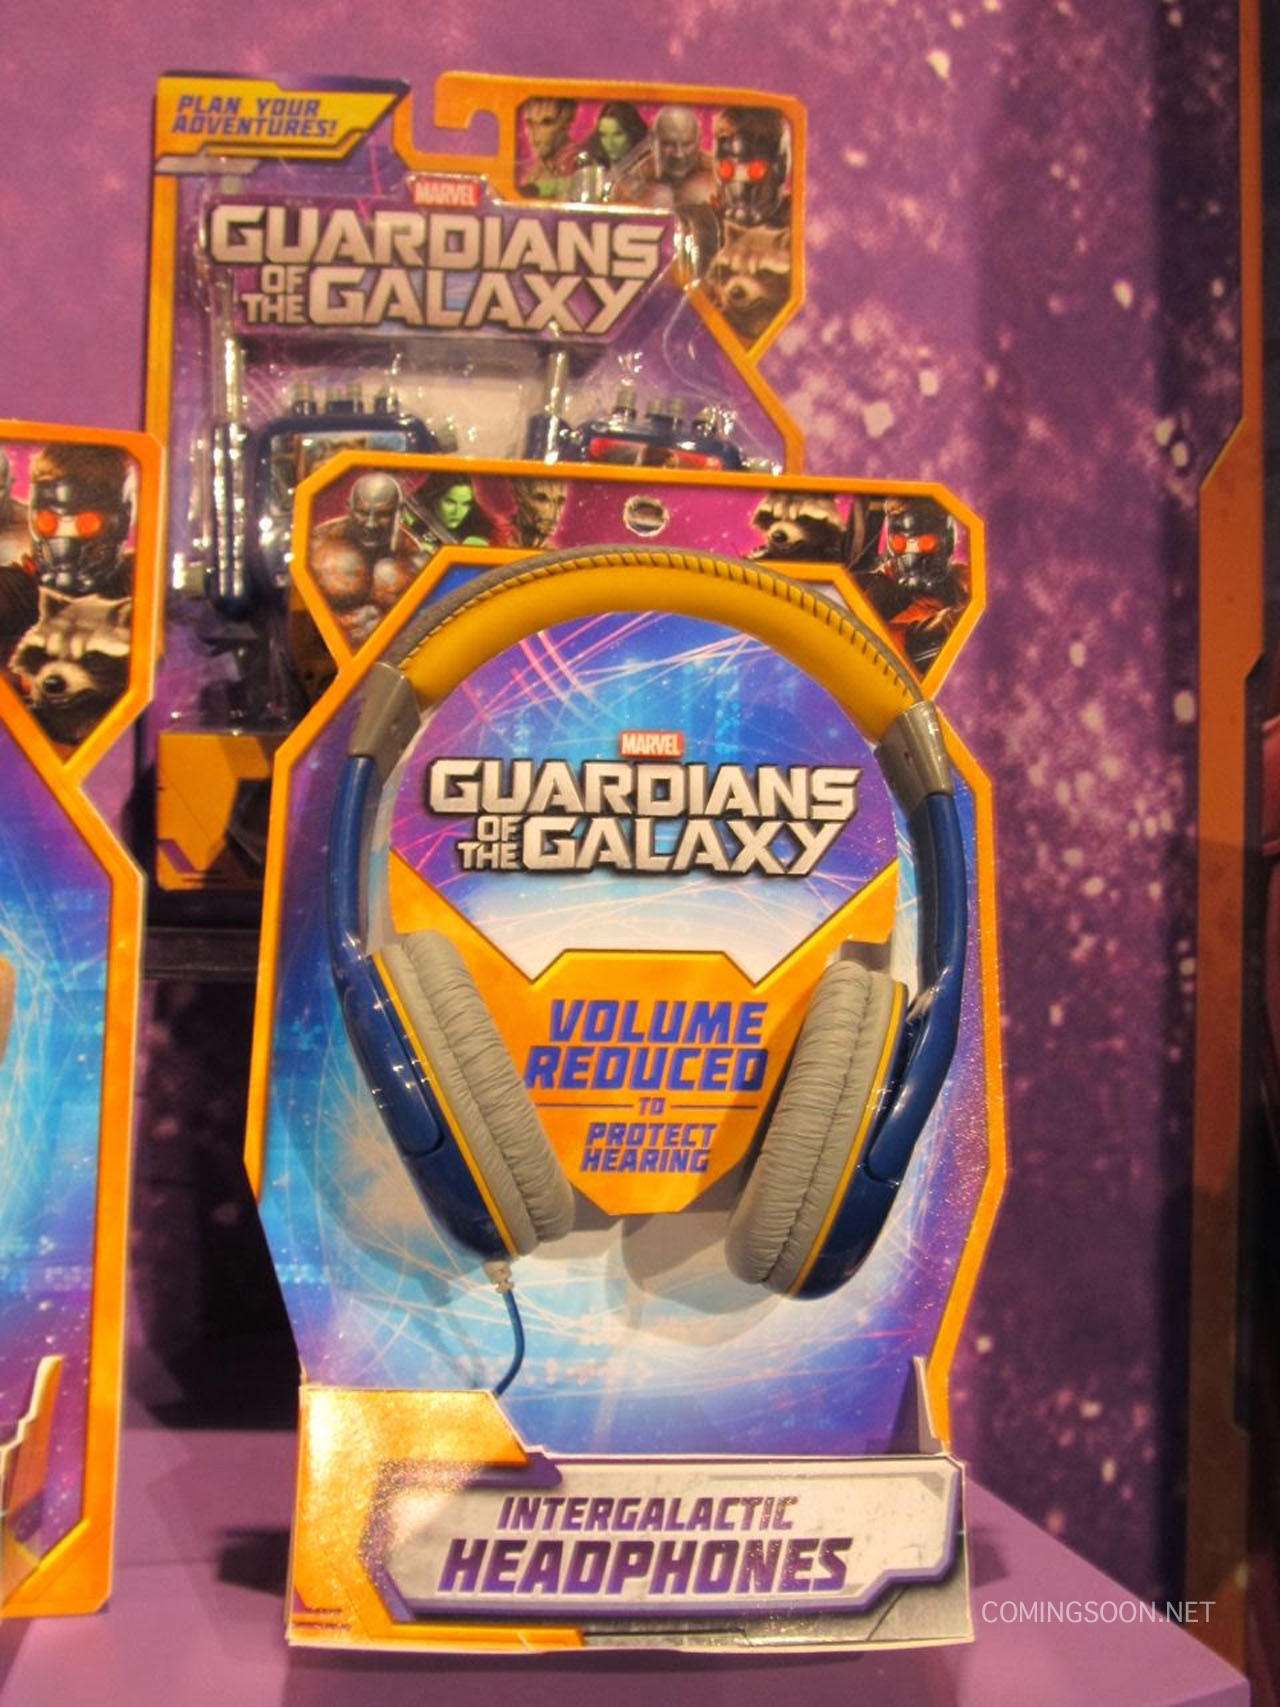 PLAN YOUR
ADVENTURES!
MARVEL
GUARDIANS
OF
THE GALAXY
MARVEL
GUARDIANS
OF
THE GALAXY
VOLUME
REDUCED
TO
PROTECT
HEARING
INTERGALACTIC
HEADPHONES
COMINGSOON.NET